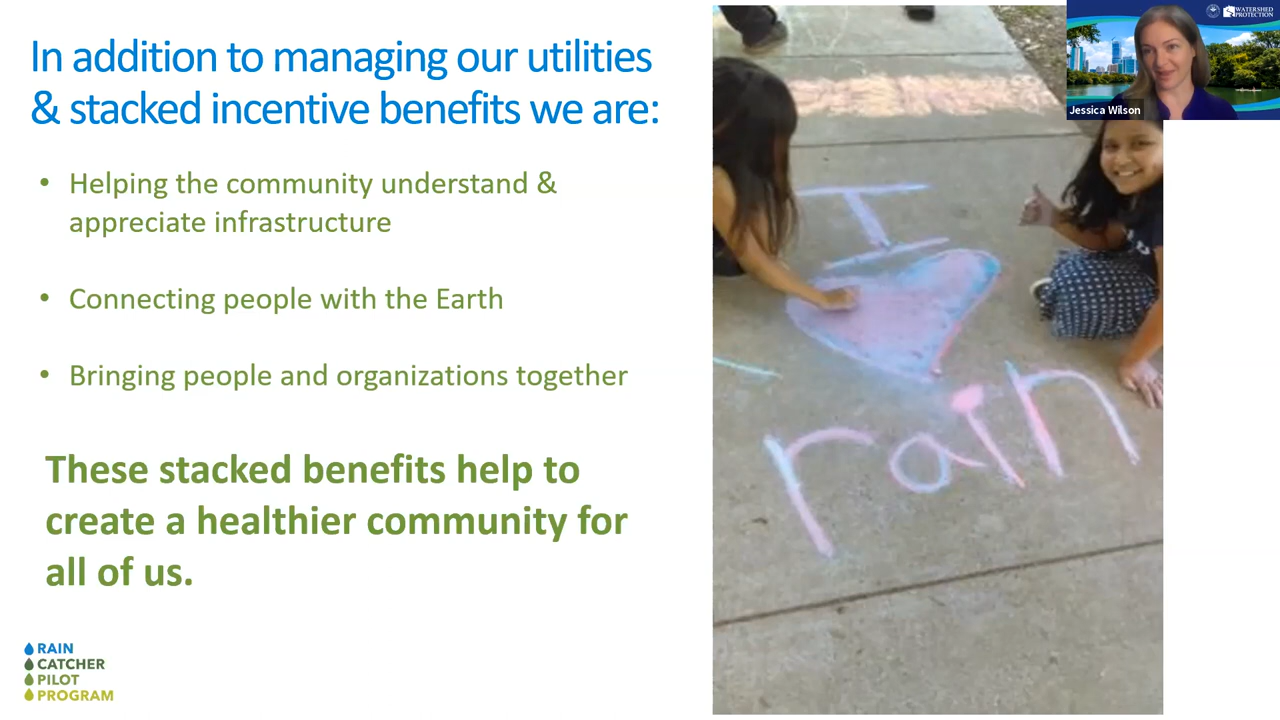 In addition to managing our utilities
& stacked incentive benefits we are:
• Helping the community understand &
appreciate infrastructure
• Connecting people with the Earth
• Bringing people and organizations together
These stacked benefits help to
create a healthier community for
all of us.
RAIN
CATCHER
PILOT
PROGRAM
I
rain
WATERSHED
PROTECTION
Jessica Wilson